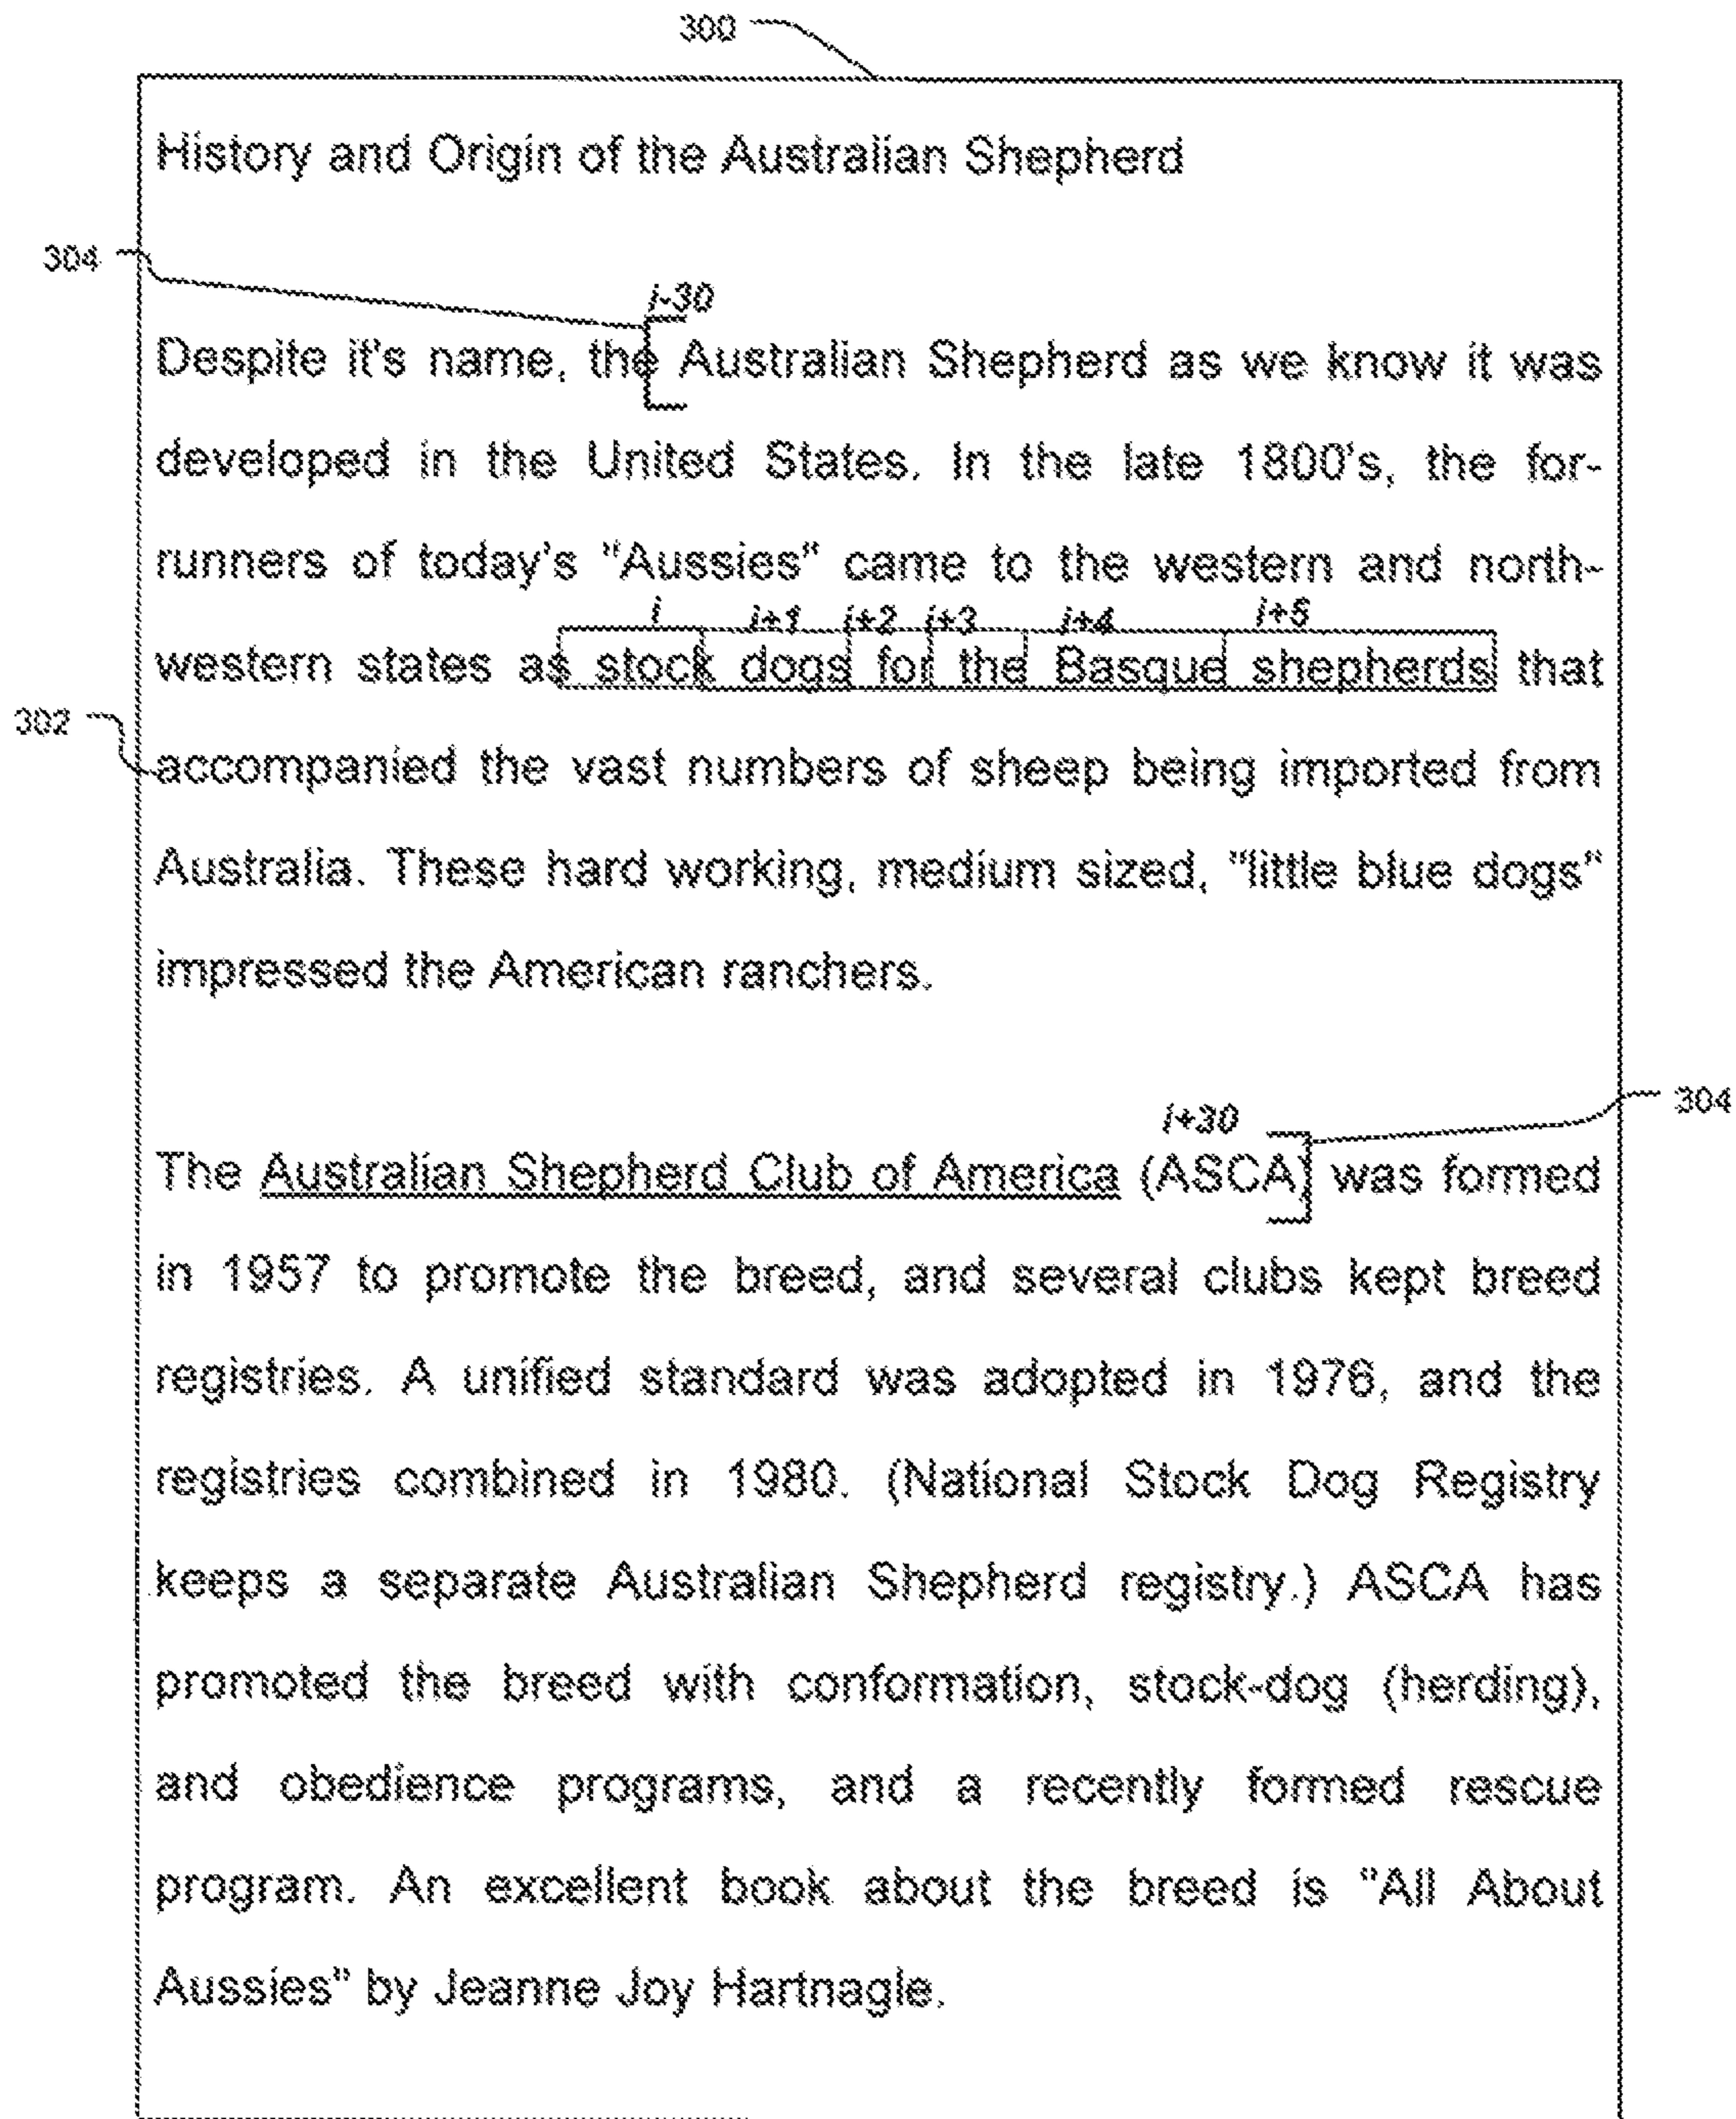 300
History and Origin of the Australian Shepherd
304
i-30
Despite it's name, the Australian Shepherd as we know it was
developed in the United States. In the late 1800's, the for-
runners of today's "Aussies" came to the western and north-
i i+1 i+2 i+3 i+4 i+5
western states as stock dogs for the Basque shepherds that
302
accompanied the vast numbers of sheep being imported from
Australia. These hard working, medium sized, "little blue dogs"
impressed the American ranchers.
304
i+30
The Australian Shepherd Club of America (ASCA) was formed
in 1957 to promote the breed, and several clubs kept breed
registries. A unified standard was adopted in 1976, and the
registries combined in 1980. (National Stock Dog Registry
keeps a separate Australian Shepherd registry.) ASCA has
promoted the breed with conformation, stock-dog (herding),
and obedience programs, and a recently formed rescue
program. An excellent book about the breed is "All About
Aussies" by Jeanne Joy Hartnagle.